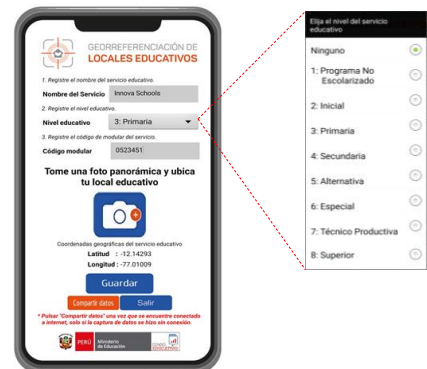 GEORREFERENCIACIÓN DE
LOCALES EDUCATIVOS
1. Registre el nombre del servicio educativo.
Nombre del Servicio Innova Schools
2. Registre el nivel educativo.
Nivel educativo 3: Primaria
3. Registre el código de modular del servicio.
Código modular 0523451
Tome una foto panorámica y ubica
tu local educativo
Coordenadas geográficas del servicio educativo
Latitud : -12.14293
Longitud : -77.01009
Guardar
Compartir datos Salir
* Pulsar "Compartir datos" una vez que se encuentre conectado
a internet, solo si la captura de datos se hizo sin conexión.
PERÚ Ministerio
de Educación
Elija el nivel del servicio
educativo
Ninguno
1: Programa No
Escolarizado
2: Inicial
3: Primaria
4: Secundaria
5: Alternativa
6: Especial
7: Técnico Productiva
8: Superior